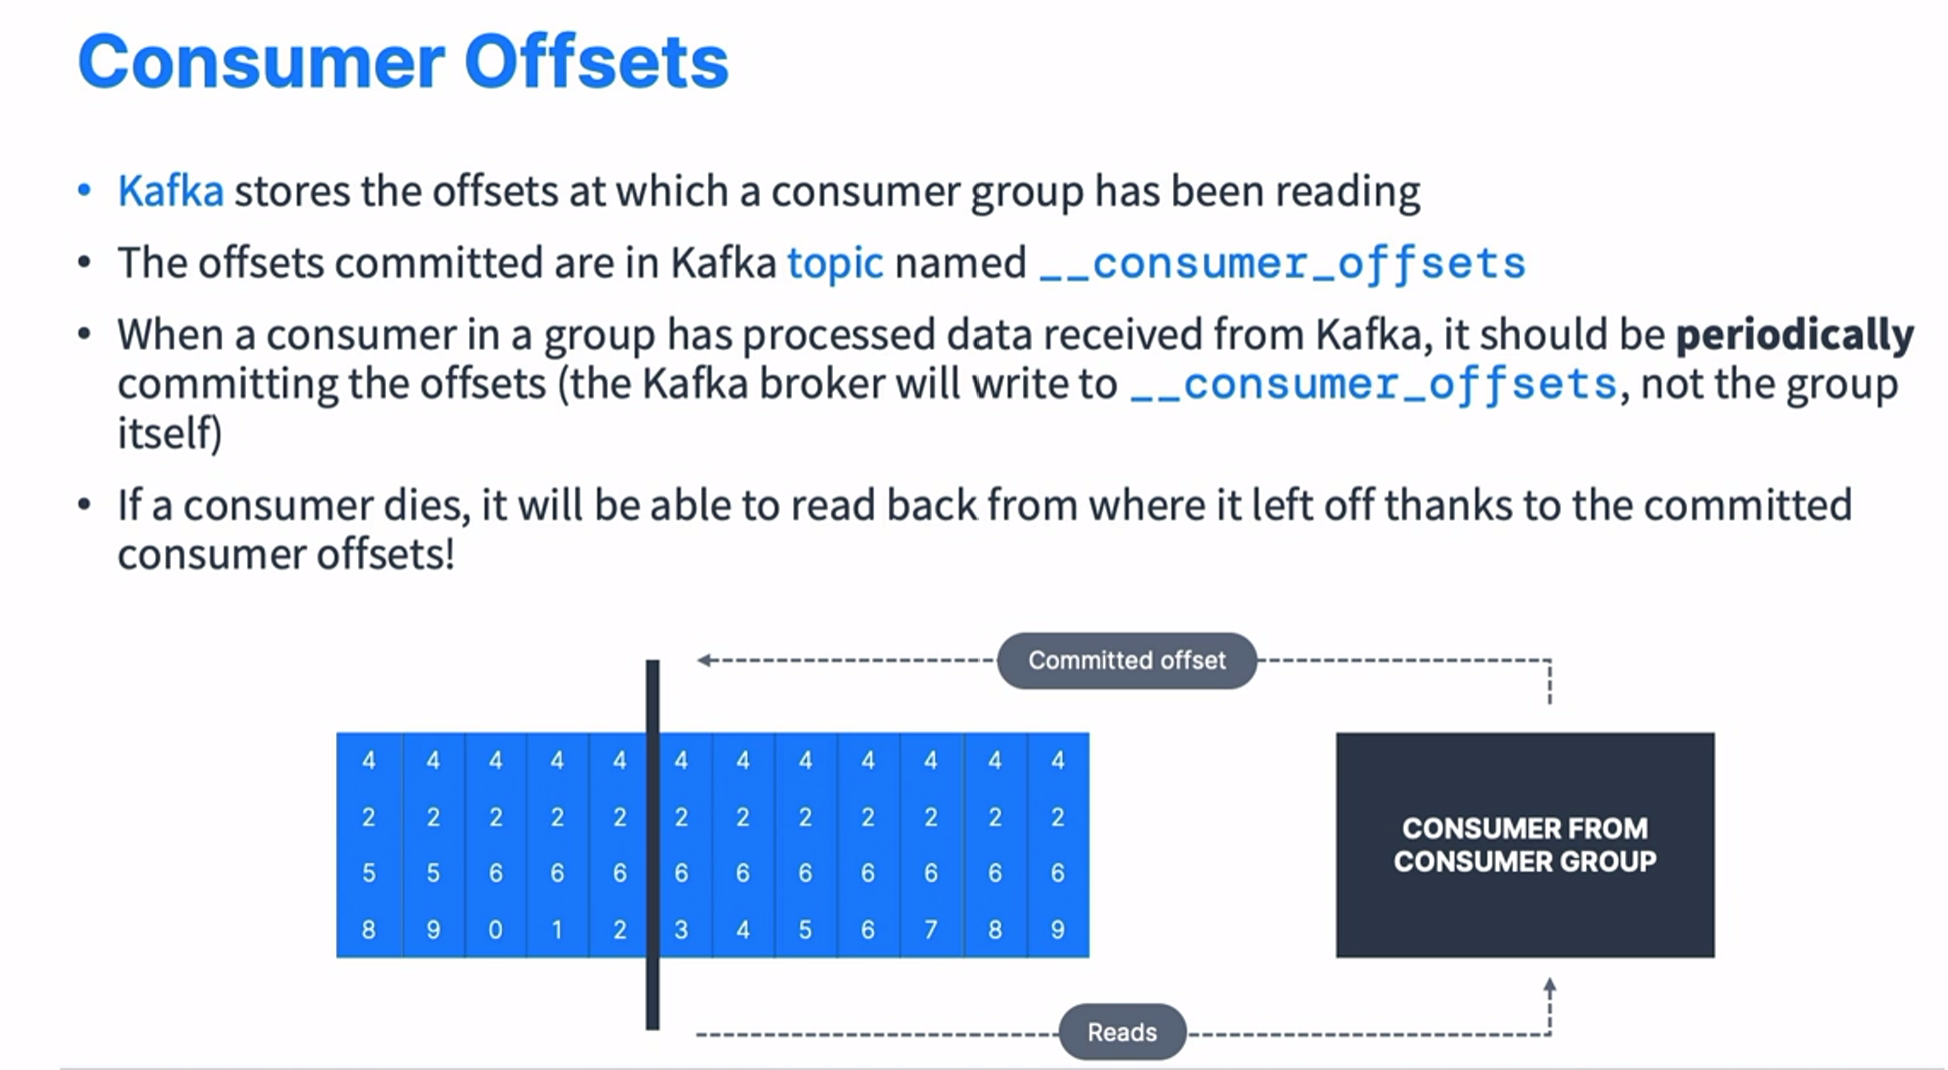 Consumer Offsets
• Kafka stores the offsets at which a consumer group has been reading
• The offsets committed are in Kafka topic named __consumer_offsets
• When a consumer in a group has processed data received from Kafka, it should be periodically
committing the offsets (the Kafka broker will write to __consumer_offsets, not the group
itself)
• If a consumer dies, it will be able to read back from where it left off thanks to the committed
consumer offsets!
Committed offset
4 4 4 4 4 4 4 4 4 4 4 4
2 2 2 2 2 2 2 2 2 2 2 2
5 5 6 6 6 6 6 6 6 6 6 6
8 9 0 1 2 3 4 5 6 7 8 9
CONSUMER FROM
CONSUMER GROUP
Reads